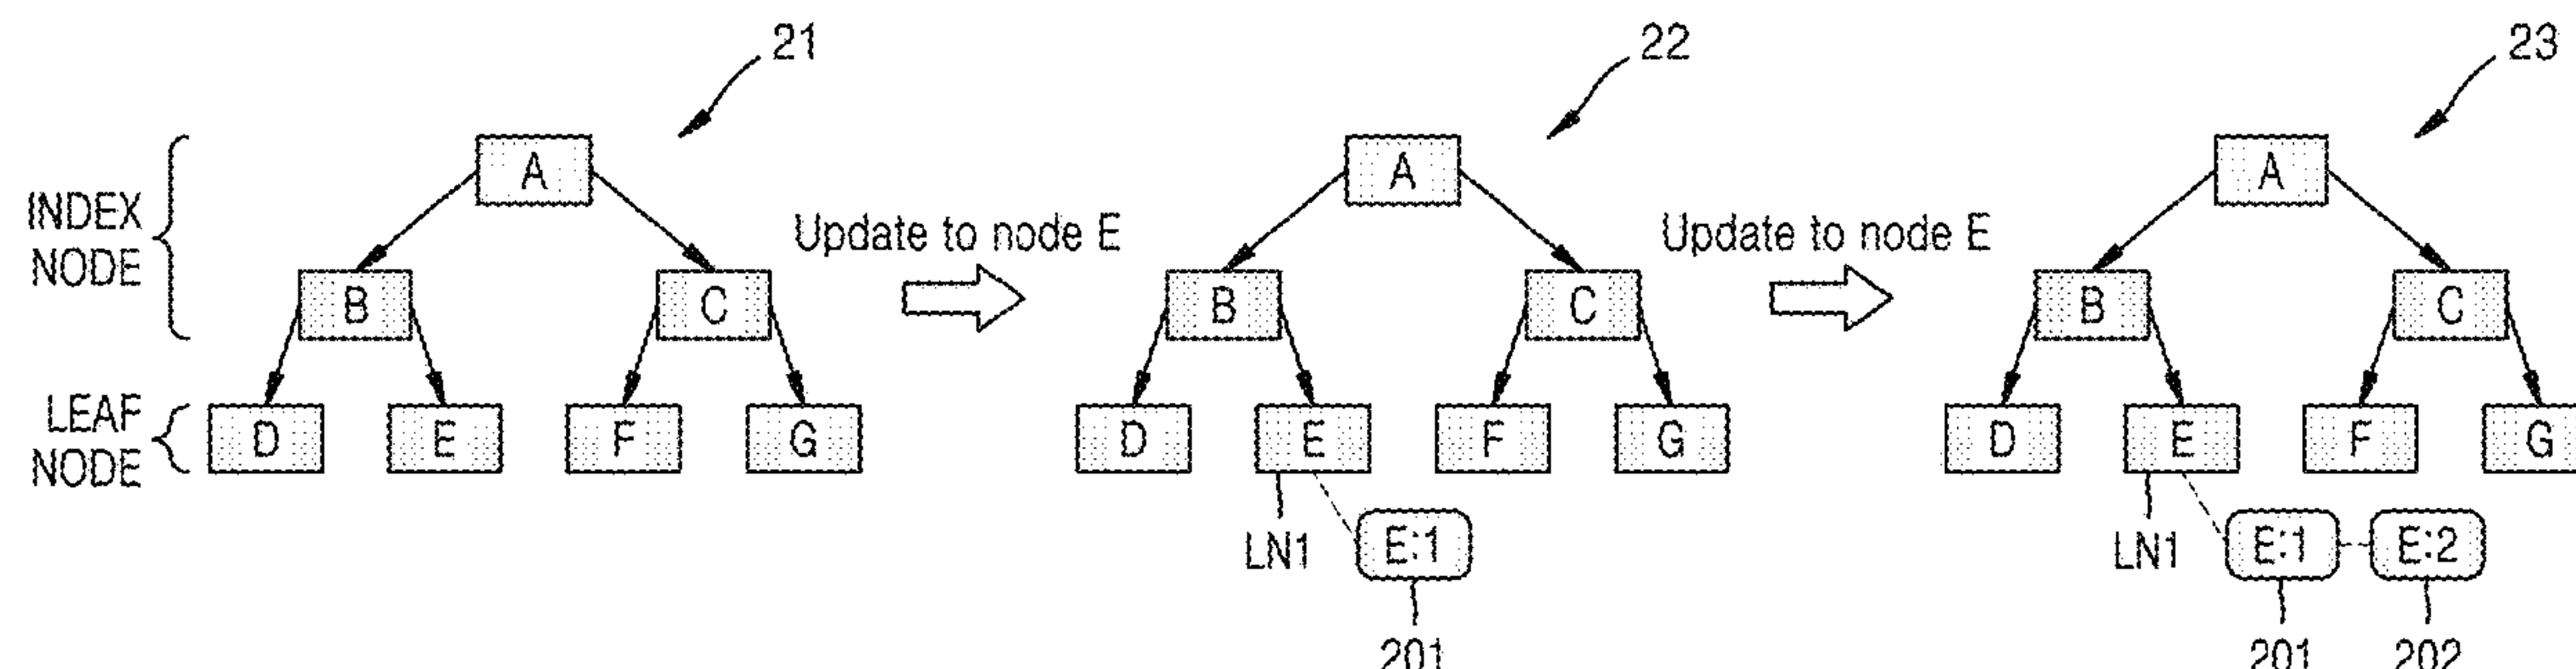 21
22
23
A
A
A
INDEX
NODE
Update to node E
Update to node E
B
C
B
C
B
C
LEAF
NODE
D
E
F
G
D
E
F
G
D
E
F
G
LN1
E:1
LN1
E:1
E:2
201
201
202